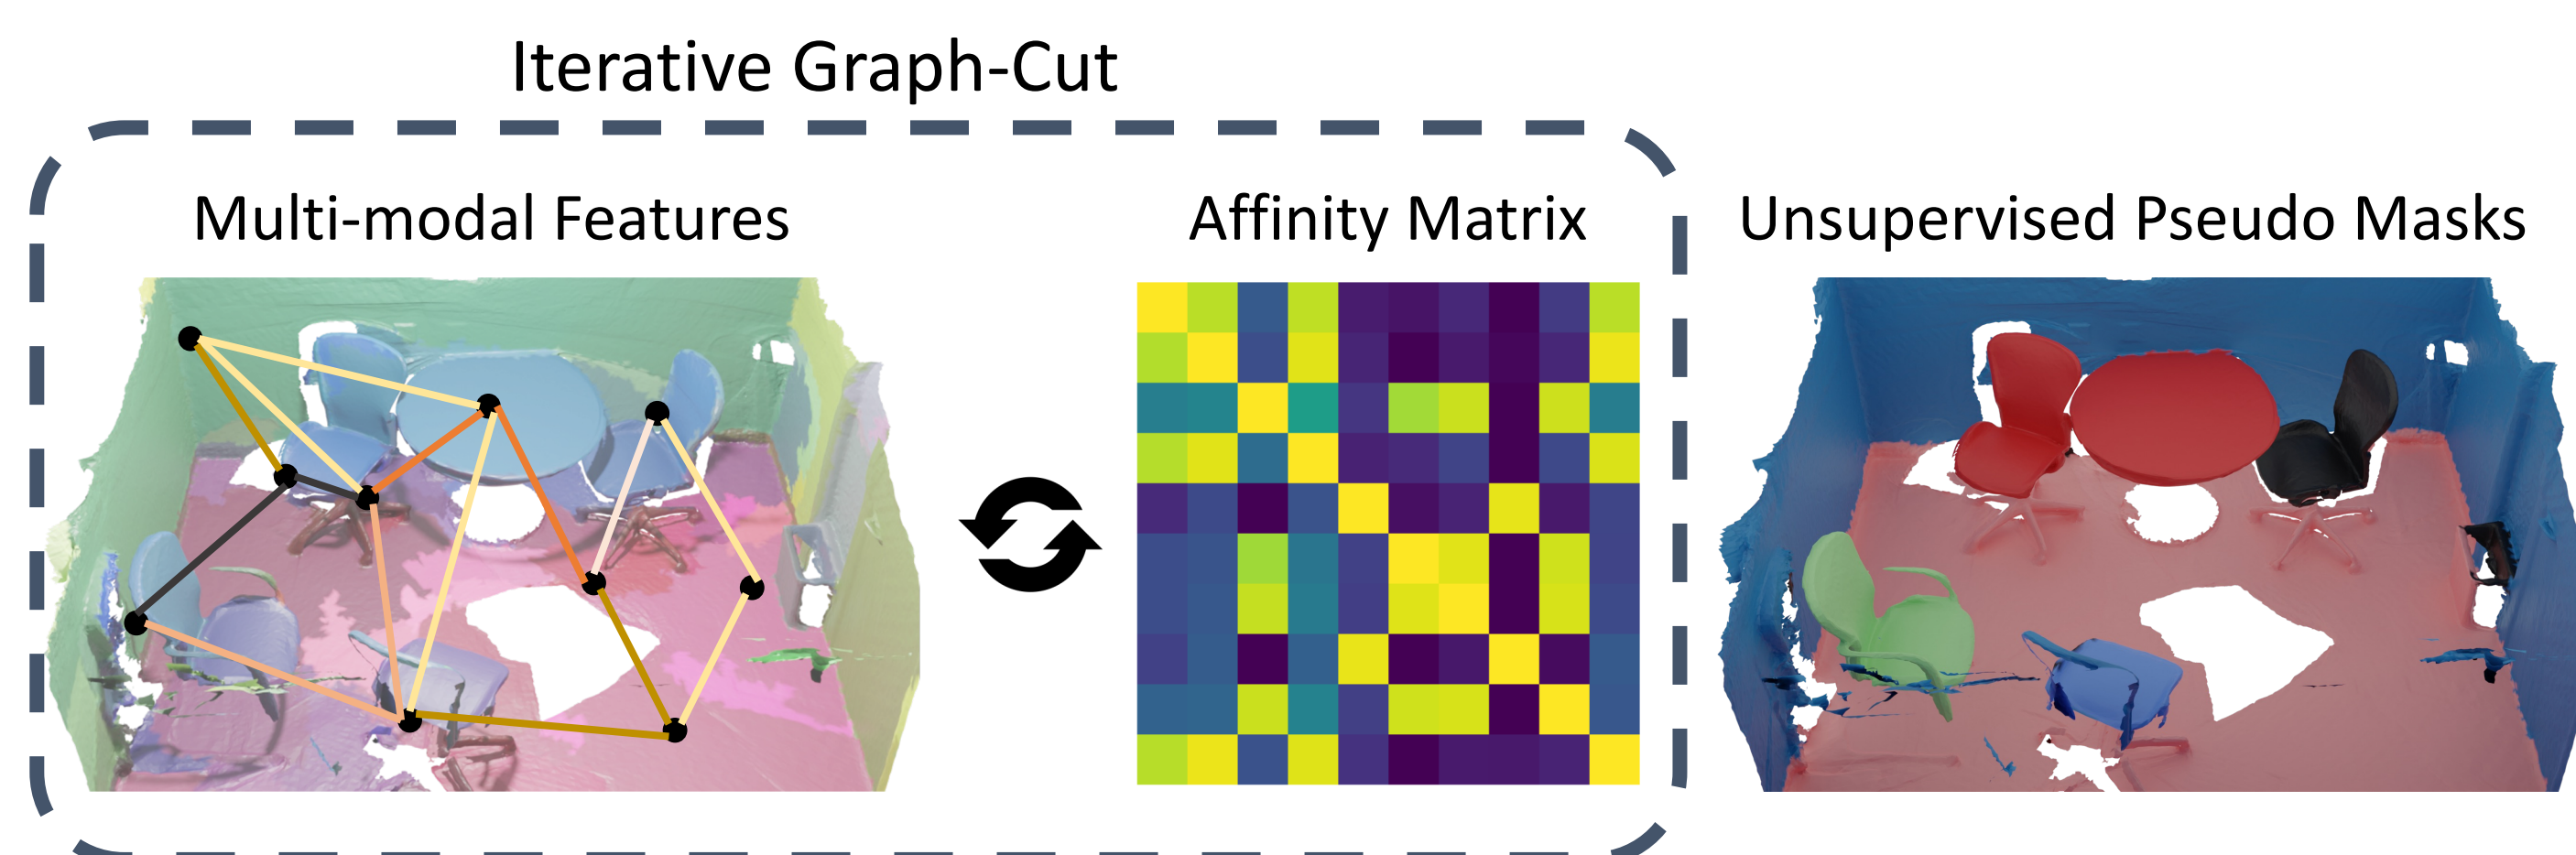 Iterative Graph-Cut
Multi-modal Features
Affinity Matrix
Unsupervised Pseudo Masks